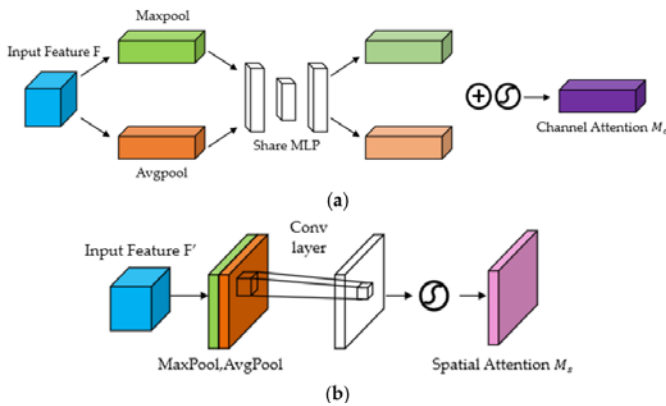 Maxpool
Input Feature F
Share MLP
Avgpool
Channel Attention M_c
(a)
Conv
layer
Input Feature F'
MaxPool,AvgPool
Spatial Attention M_s
(b)